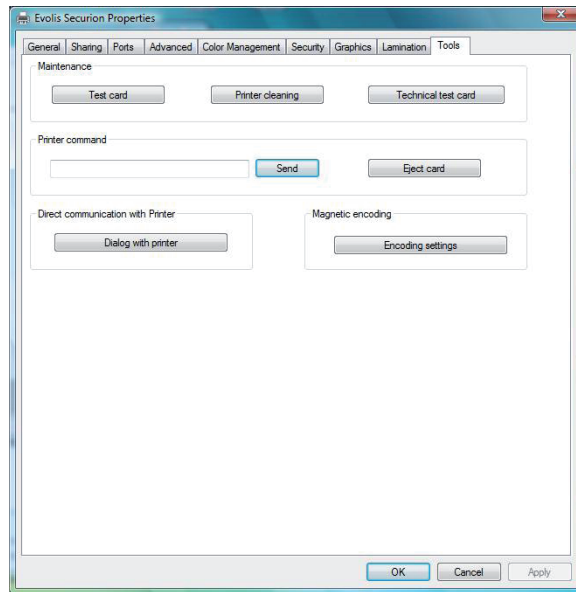 Evolis Securion Properties
General Sharing Ports Advanced Color Management Security Graphics Lamination Tools
Maintenance
Test card Printer cleaning Technical test card
Printer command
Send Eject card
Direct communication with Printer Magnetic encoding
Dialog with printer Encoding settings
OK Cancel Apply